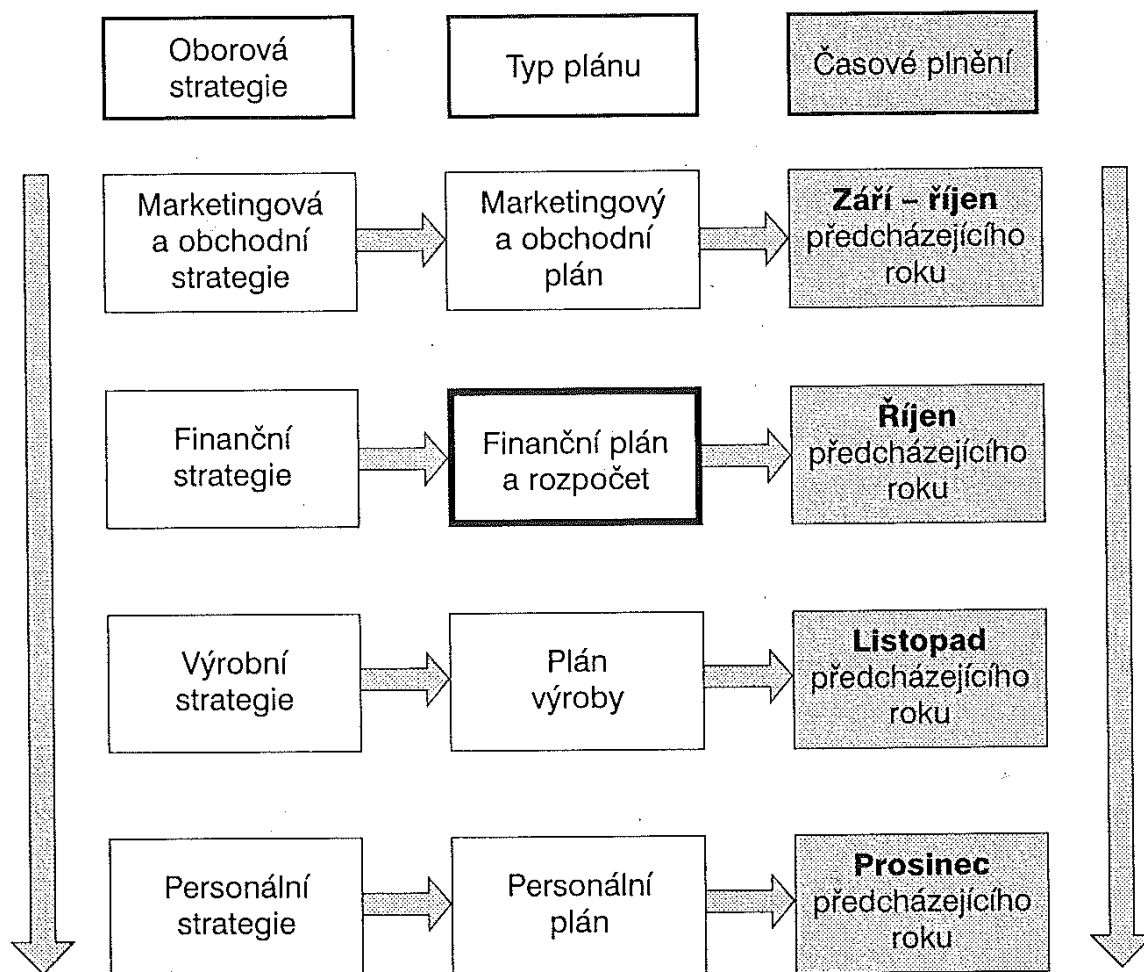 Oborová
strategie
Typ plánu
Časové plnění
Marketingová
a obchodní
strategie
Marketingový
a obchodní
plán
Září – říjen
předcházejícího
roku
Finanční
strategie
Finanční plán
a rozpočet
Říjen
předcházejícího
roku
Výrobní
strategie
Plán
výroby
Listopad
předcházejícího
roku
Personální
strategie
Personální
plán
Prosinec
předcházejícího
roku